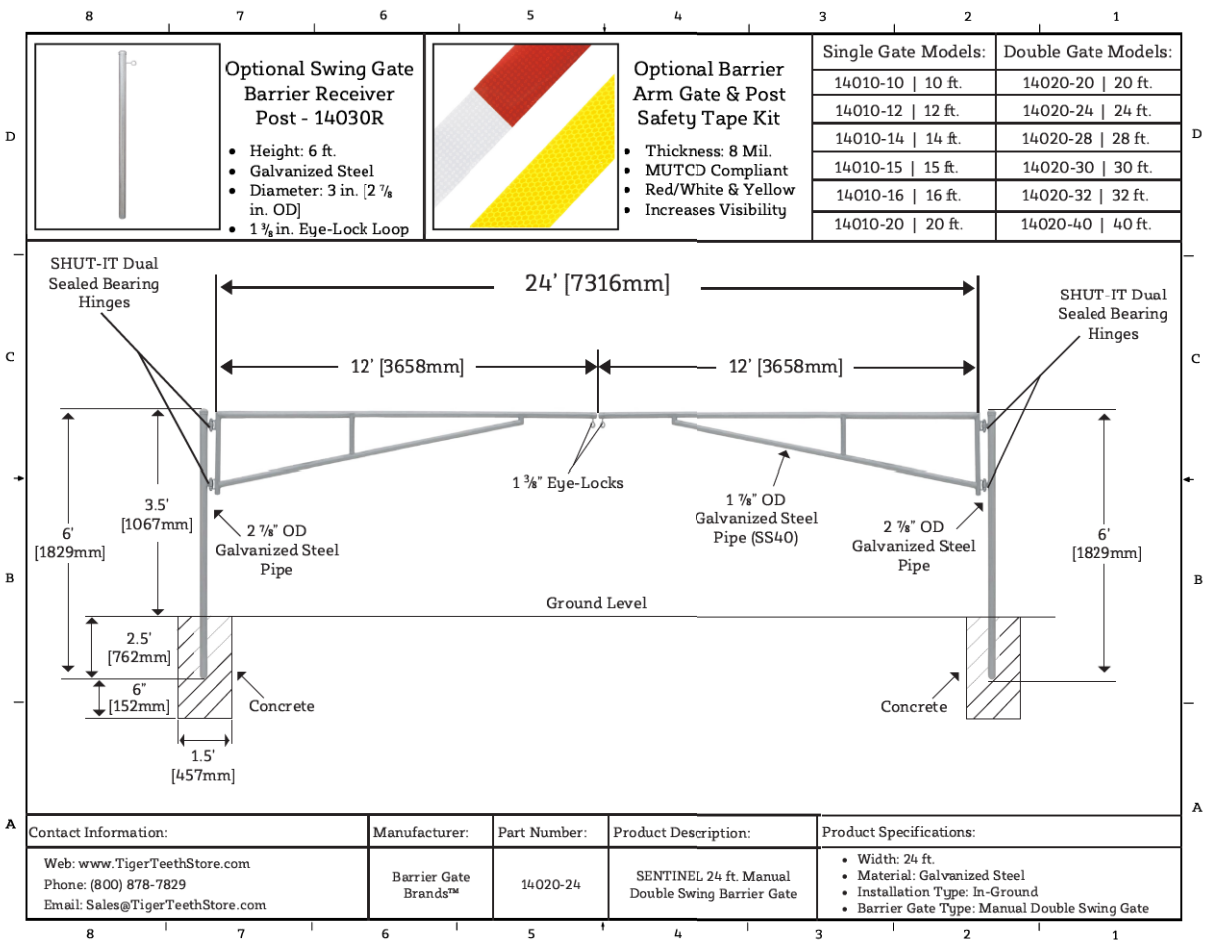 8 7 6 5 4 3 2 1
D
C
B
A
Optional Swing Gate
Barrier Receiver
Post - 14030R
• Height: 6 ft.
• Galvanized Steel
• Diameter: 3 in. [2 ⅞
in. OD]
• 1 ⅜ in. Eye-Lock Loop
Optional Barrier
Arm Gate & Post
Safety Tape Kit
• Thickness: 8 Mil.
• MUTCD Compliant
• Red/White & Yellow
• Increases Visibility
Single Gate Models: Double Gate Models:
14010-10 | 10 ft. 14020-20 | 20 ft.
14010-12 | 12 ft. 14020-24 | 24 ft.
14010-14 | 14 ft. 14020-28 | 28 ft.
14010-15 | 15 ft. 14020-30 | 30 ft.
14010-16 | 16 ft. 14020-32 | 32 ft.
14010-20 | 20 ft. 14020-40 | 40 ft.
D
C
B
A
SHUT-IT Dual
Sealed Bearing
Hinges
24' [7316mm]
SHUT-IT Dual
Sealed Bearing
Hinges
12' [3658mm]
12' [3658mm]
1 ⅜" Eye-Locks
3.5'
[1067mm]
6'
[1829mm]
2 ⅞" OD
Galvanized Steel
Pipe
1 ⅞" OD
Galvanized Steel
Pipe (SS40)
2 ⅞" OD
Galvanized Steel
Pipe
6'
[1829mm]
Ground Level
2.5'
[762mm]
6"
[152mm]
Concrete
Concrete
1.5'
[457mm]
Contact Information:
Web: www.TigerTeethStore.com
Phone: (800) 878-7829
Email: Sales@TigerTeethStore.com
Manufacturer:
Barrier Gate
Brands™
Part Number:
14020-24
Product Description:
SENTINEL 24 ft. Manual
Double Swing Barrier Gate
Product Specifications:
• Width: 24 ft.
• Material: Galvanized Steel
• Installation Type: In-Ground
• Barrier Gate Type: Manual Double Swing Gate
8 7 6 5 4 3 2 1